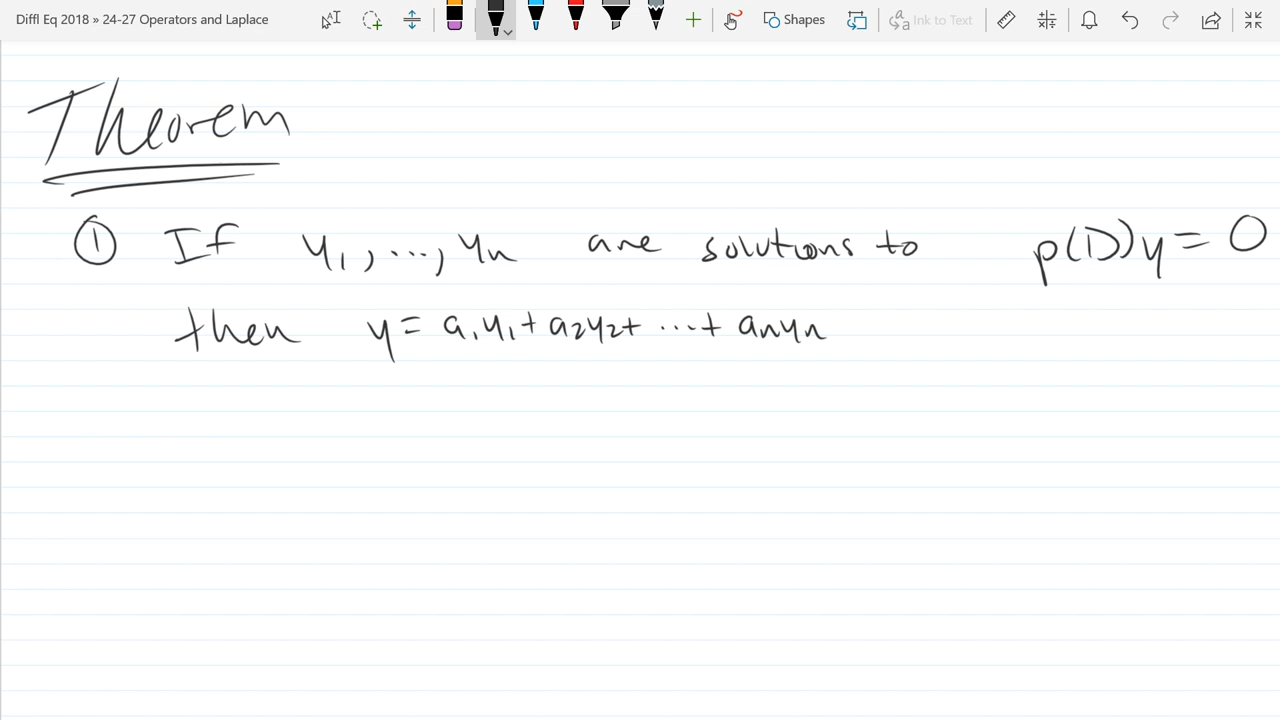 Diffl Eq 2018 » 24-27 Operators and Laplace
Shapes
Ink to Text
Theorem
① If y₁, ..., yₙ are solutions to p(D)y = 0
then y = a₁y₁ + a₂y₂ + ... + aₙyₙ